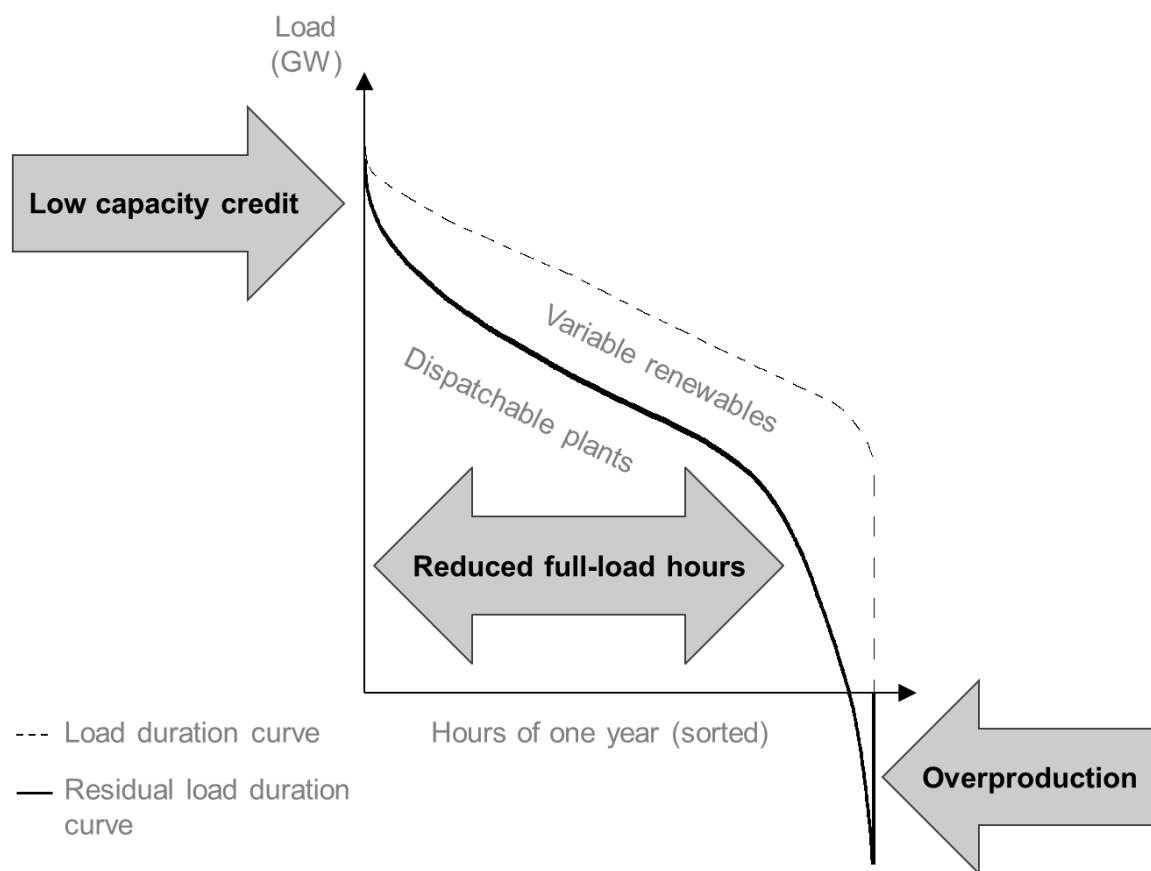 Load
(GW)
Low capacity credit
Variable renewables
Dispatchable plants
Reduced full-load hours
Hours of one year (sorted)
Load duration curve
Residual load duration
curve
Overproduction